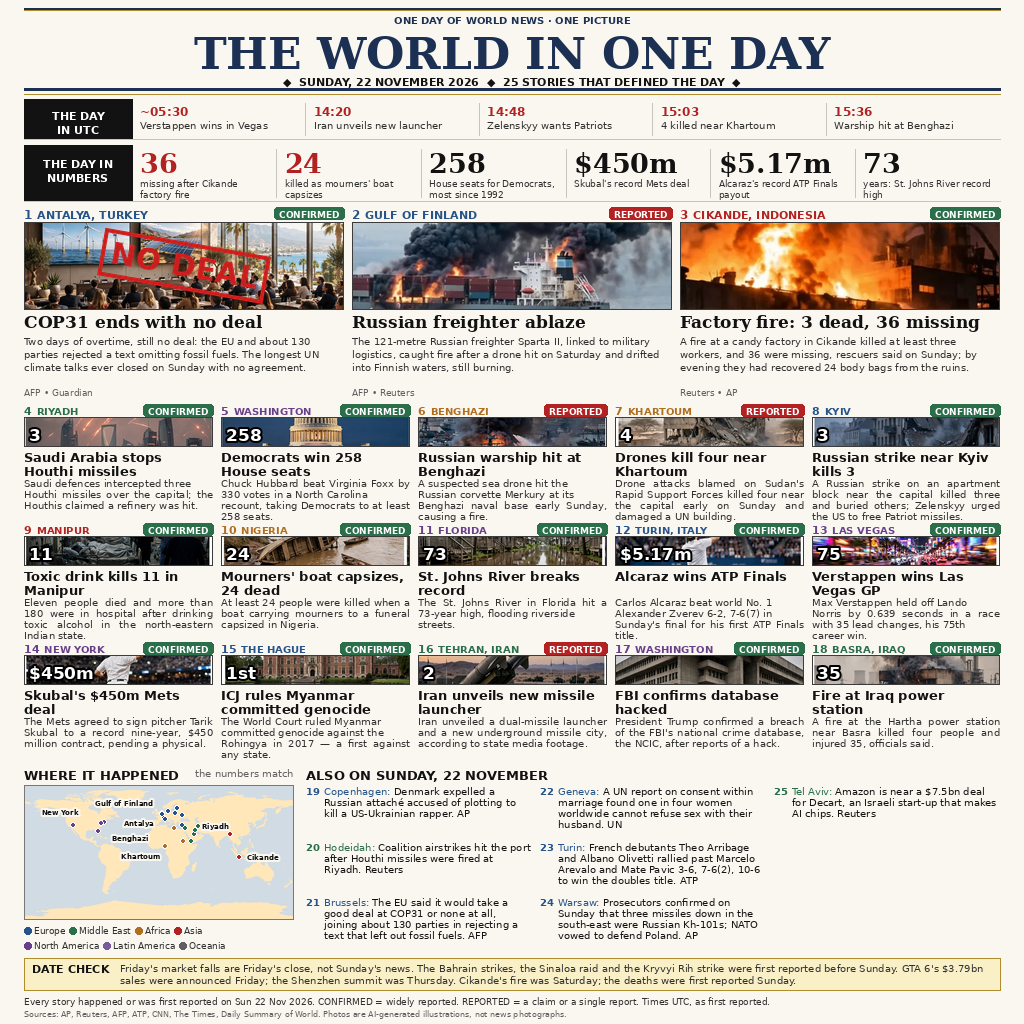 ONE DAY OF WORLD NEWS · ONE PICTURE
THE WORLD IN ONE DAY
◆ SUNDAY, 22 NOVEMBER 2026 ◆ 25 STORIES THAT DEFINED THE DAY ◆
THE DAY
IN UTC
~05:30
Verstappen wins in Vegas
14:20
Iran unveils new launcher
14:48
Zelenskyy wants Patriots
15:03
4 killed near Khartoum
15:36
Warship hit at Benghazi
THE DAY IN
NUMBERS
36
missing after Cikande
factory fire
24
killed as mourners' boat
capsizes
258
House seats for Democrats,
most since 1992
$450m
Skubal's record Mets deal
$5.17m
Alcaraz's record ATP Finals
payout
73
years: St. Johns River record
high
1 ANTALYA, TURKEY CONFIRMED
NO DEAL
COP31 ends with no deal
Two days of overtime, still no deal: the EU and about 130
parties rejected a text omitting fossil fuels. The longest UN
climate talks ever closed on Sunday with no agreement.
AFP • Guardian
2 GULF OF FINLAND REPORTED
Russian freighter ablaze
The 121-metre Russian freighter Sparta II, linked to military
logistics, caught fire after a drone hit on Saturday and drifted
into Finnish waters, still burning.
AFP • Reuters
3 CIKANDE, INDONESIA CONFIRMED
Factory fire: 3 dead, 36 missing
A fire at a candy factory in Cikande killed at least three
workers, and 36 were missing, rescuers said on Sunday; by
evening they had recovered 24 body bags from the ruins.
Reuters • AP
4 RIYADH CONFIRMED
3
Saudi Arabia stops
Houthi missiles
Saudi defences intercepted three
Houthi missiles over the capital; the
Houthis claimed a refinery was hit.
5 WASHINGTON CONFIRMED
258
Democrats win 258
House seats
Chuck Hubbard beat Virginia Foxx by
330 votes in a North Carolina
recount, taking Democrats to at least
258 seats.
6 BENGHAZI REPORTED
Russian warship hit at
Benghazi
A suspected sea drone hit the
Russian corvette Merkury at its
Benghazi naval base early Sunday,
causing a fire.
7 KHARTOUM REPORTED
4
Drones kill four near
Khartoum
Drone attacks blamed on Sudan's
Rapid Support Forces killed four near
the capital early on Sunday and
damaged a UN building.
8 KYIV CONFIRMED
3
Russian strike near Kyiv
kills 3
A Russian strike on an apartment
block near the capital killed three
and buried others; Zelenskyy urged
the US to free Patriot missiles.
9 MANIPUR CONFIRMED
11
Toxic drink kills 11 in
Manipur
Eleven people died and more than
180 were in hospital after drinking
toxic alcohol in the north-eastern
Indian state.
10 NIGERIA CONFIRMED
24
Mourners' boat capsizes,
24 dead
At least 24 people were killed when a
boat carrying mourners to a funeral
capsized in Nigeria.
11 FLORIDA CONFIRMED
73
St. Johns River breaks
record
The St. Johns River in Florida hit a
73-year high, flooding riverside
streets.
12 TURIN, ITALY CONFIRMED
$5.17m
Alcaraz wins ATP Finals
Carlos Alcaraz beat world No. 1
Alexander Zverev 6-2, 7-6(7) in
Sunday's final for his first ATP Finals
title.
13 LAS VEGAS CONFIRMED
75
Verstappen wins Las
Vegas GP
Max Verstappen held off Lando
Norris by 0.639 seconds in a race
with 35 lead changes, his 75th
career win.
14 NEW YORK CONFIRMED
$450m
Skubal's $450m Mets
deal
The Mets agreed to sign pitcher Tarik
Skubal to a record nine-year, $450
million contract, pending a physical.
15 THE HAGUE CONFIRMED
1st
ICJ rules Myanmar
committed genocide
The World Court ruled Myanmar
committed genocide against the
Rohingya in 2017 — a first against
any state.
16 TEHRAN, IRAN REPORTED
2
Iran unveils new missile
launcher
Iran unveiled a dual-missile launcher
and a new underground missile city,
according to state media footage.
17 WASHINGTON CONFIRMED
FBI confirms database
hacked
President Trump confirmed a breach
of the FBI's national crime database,
the NCIC, after reports of a hack.
18 BASRA, IRAQ CONFIRMED
35
Fire at Iraq power
station
A fire at the Hartha power station
near Basra killed four people and
injured 35, officials said.
WHERE IT HAPPENED the numbers match
Gulf of Finland
New York
Antalya
Riyadh
Benghazi
Khartoum
Cikande
Europe Middle East Africa Asia
North America Latin America Oceania
ALSO ON SUNDAY, 22 NOVEMBER
19 Copenhagen: Denmark expelled a
Russian attaché accused of plotting to
kill a US-Ukrainian rapper. AP
20 Hodeidah: Coalition airstrikes hit the port
after Houthi missiles were fired at
Riyadh. Reuters
21 Brussels: The EU said it would take a
good deal at COP31 or none at all,
joining about 130 parties in rejecting a
text that left out fossil fuels. AFP
22 Geneva: A UN report on consent within
marriage found one in four women
worldwide cannot refuse sex with their
husband. UN
23 Turin: French debutants Theo Arribage
and Albano Olivetti rallied past Marcelo
Arevalo and Mate Pavic 3-6, 7-6(2), 10-6
to win the doubles title. ATP
24 Warsaw: Prosecutors confirmed on
Sunday that three missiles down in the
south-east were Russian Kh-101s; NATO
vowed to defend Poland. AP
25 Tel Aviv: Amazon is near a $7.5bn deal
for Decart, an Israeli start-up that makes
AI chips. Reuters
DATE CHECK Friday's market falls are Friday's close, not Sunday's news. The Bahrain strikes, the Sinaloa raid and the Kryvyi Rih strike were first reported before Sunday. GTA 6's $3.79bn
sales were announced Friday; the Shenzhen summit was Thursday. Cikande's fire was Saturday; the deaths were first reported Sunday.
Every story happened or was first reported on Sun 22 Nov 2026. CONFIRMED = widely reported. REPORTED = a claim or a single report. Times UTC, as first reported.
Sources: AP, Reuters, AFP, ATP, CNN, The Times, Daily Summary of World. Photos are AI-generated illustrations, not news photographs.